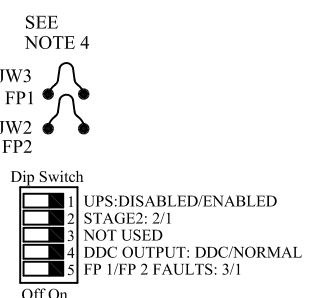 SEE
NOTE 4
JW3
FP1
JW2
FP2
Dip Switch
1 UPS:DISABLED/ENABLED
2 STAGE2: 2/1
3 NOT USED
4 DDC OUTPUT: DDC/NORMAL
5 FP 1/FP 2 FAULTS: 3/1
Off On